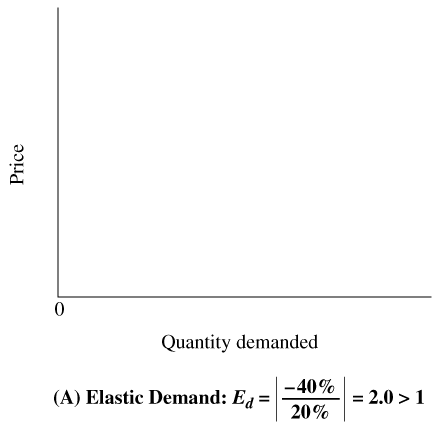 Price
0
Quantity demanded
(A) Elastic Demand: E_d = | −40% / 20% | = 2.0 > 1